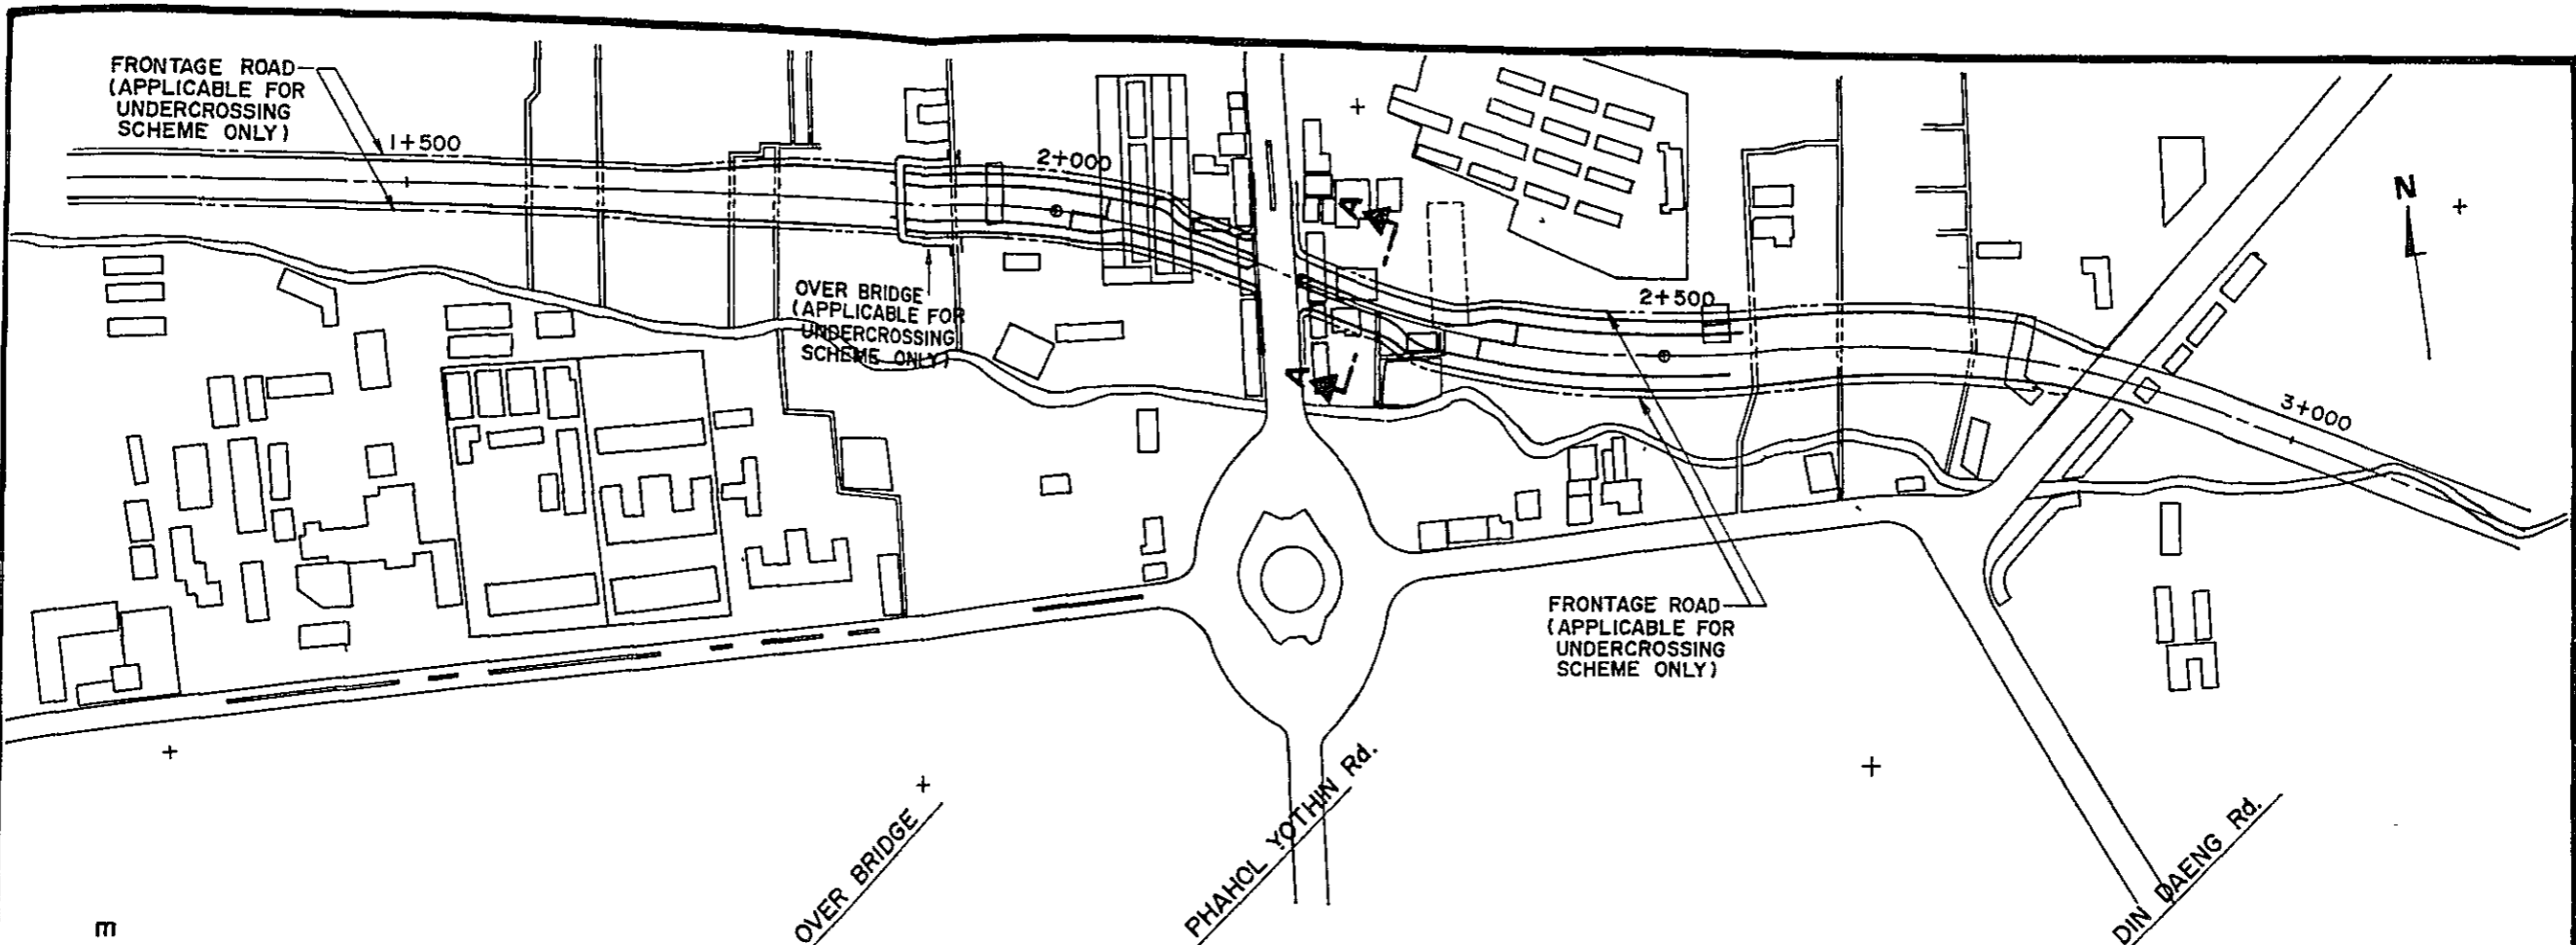 FRONTAGE ROAD
(APPLICABLE FOR
UNDERCROSSING
SCHEME ONLY)
1+500
2+000
OVER BRIDGE
(APPLICABLE FOR
UNDERCROSSING
SCHEME ONLY)
A
A
2+500
N
3+000
FRONTAGE ROAD
(APPLICABLE FOR
UNDERCROSSING
SCHEME ONLY)
OVER BRIDGE
PHAHOL YOTHIN Rd.
DIN DAENG Rd.
m